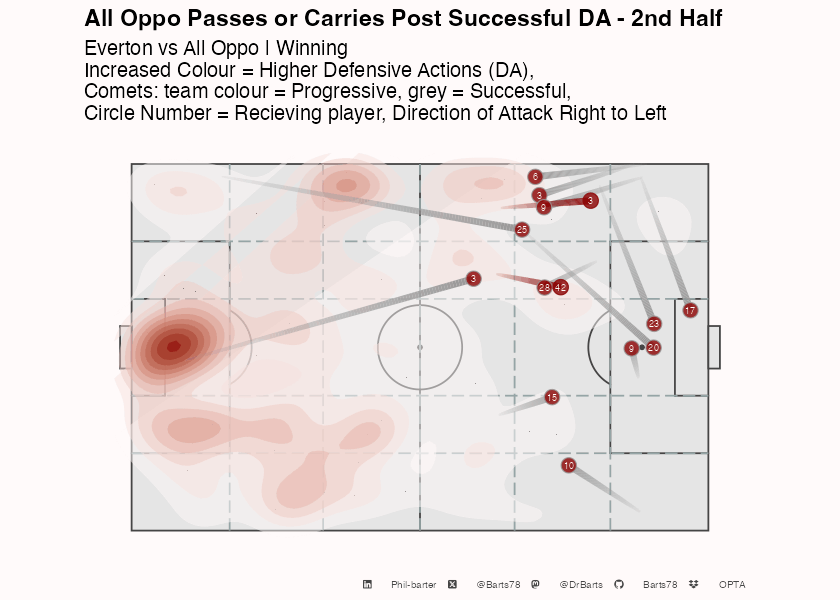 All Oppo Passes or Carries Post Successful DA - 2nd Half
Everton vs All Oppo | Winning
Increased Colour = Higher Defensive Actions (DA),
Comets: team colour = Progressive, grey = Successful,
Circle Number = Recieving player, Direction of Attack Right to Left
6
3
3
9
25
3
28 42
17
23
9 20
15
10
Phil-barter @Barts78 @DrBarts Barts78 OPTA